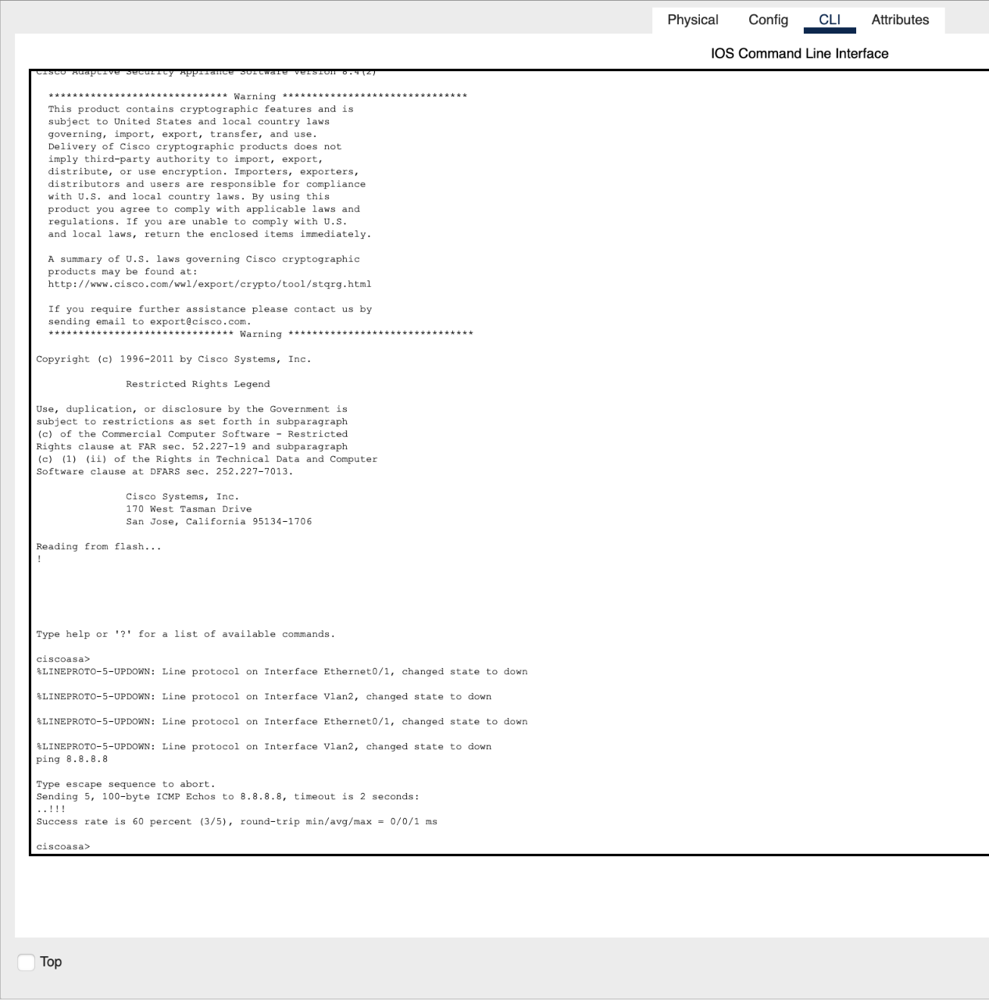 Physical Config CLI Attributes
IOS Command Line Interface
Cisco Adaptive Security Appliance Software Version 8.4(2)
****************************** Warning *******************************
This product contains cryptographic features and is
subject to United States and local country laws
governing, import, export, transfer, and use.
Delivery of Cisco cryptographic products does not
imply third-party authority to import, export,
distribute, or use encryption. Importers, exporters,
distributors and users are responsible for compliance
with U.S. and local country laws. By using this
product you agree to comply with applicable laws and
regulations. If you are unable to comply with U.S.
and local laws, return the enclosed items immediately.
A summary of U.S. laws governing Cisco cryptographic
products may be found at:
http://www.cisco.com/wwl/export/crypto/tool/stqrg.html
If you require further assistance please contact us by
sending email to export@cisco.com.
******************************* Warning *******************************
Copyright (c) 1996-2011 by Cisco Systems, Inc.
Restricted Rights Legend
Use, duplication, or disclosure by the Government is
subject to restrictions as set forth in subparagraph
(c) of the Commercial Computer Software - Restricted
Rights clause at FAR sec. 52.227-19 and subparagraph
(c) (1) (ii) of the Rights in Technical Data and Computer
Software clause at DFARS sec. 252.227-7013.
Cisco Systems, Inc.
170 West Tasman Drive
San Jose, California 95134-1706
Reading from flash...
!
Type help or '?' for a list of available commands.
ciscoasa>
%LINEPROTO-5-UPDOWN: Line protocol on Interface Ethernet0/1, changed state to down
%LINEPROTO-5-UPDOWN: Line protocol on Interface Vlan2, changed state to down
%LINEPROTO-5-UPDOWN: Line protocol on Interface Ethernet0/1, changed state to down
%LINEPROTO-5-UPDOWN: Line protocol on Interface Vlan2, changed state to down
ping 8.8.8.8
Type escape sequence to abort.
Sending 5, 100-byte ICMP Echos to 8.8.8.8, timeout is 2 seconds:
..!!!
Success rate is 60 percent (3/5), round-trip min/avg/max = 0/0/1 ms
ciscoasa>
Top